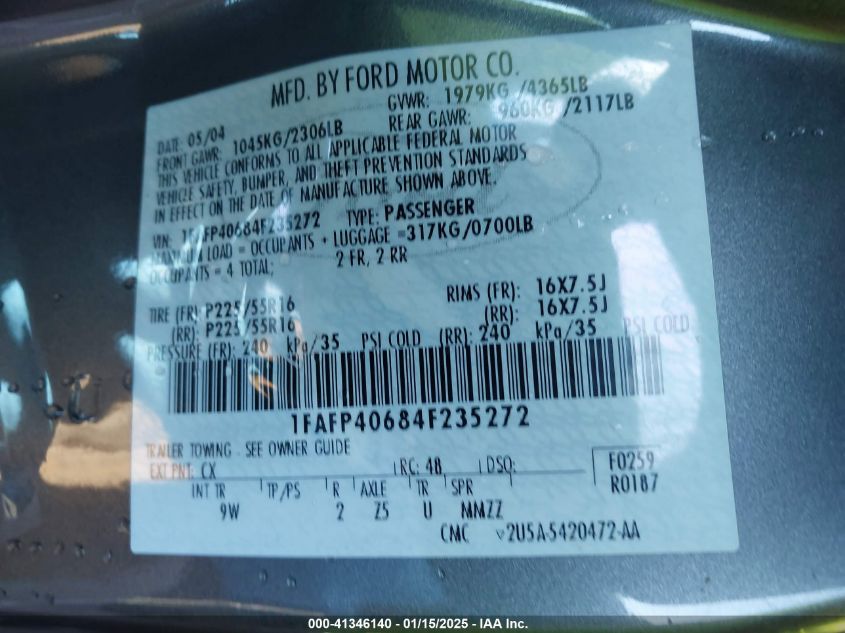 MFD. BY FORD MOTOR CO.
DATE: 05/04 GVWR: 1979KG /4365LB
FRONT GAWR: 1045KG/2306LB REAR GAWR: 960KG /2117LB
THIS VEHICLE CONFORMS TO ALL APPLICABLE FEDERAL MOTOR
VEHICLE SAFETY, BUMPER, AND THEFT PREVENTION STANDARDS
IN EFFECT ON THE DATE OF MANUFACTURE SHOWN ABOVE.
VIN: 1FAFP40684F235272 TYPE: PASSENGER
MAXIMUM LOAD = OCCUPANTS + LUGGAGE =317KG/0700LB
OCCUPANTS = 4 TOTAL; 2 FR, 2 RR
TIRE (FR): P225/55R16 RIMS (FR): 16X7.5J
(RR): P225/55R16 (RR): 16X7.5J
PRESSURE (FR): 240 kPa/35 PSI COLD (RR): 240 kPa/35 PSI COLD
1FAFP40684F235272
TRAILER TOWING - SEE OWNER GUIDE
EXT PNT: CX RC: 48 DSO: F0259
INT TR TP/PS R AXLE TR SPR R0187
9W 2 Z5 U MMZZ
CMC 2U5A-5420472-AA
000-41346140 - 01/15/2025 - IAA Inc.